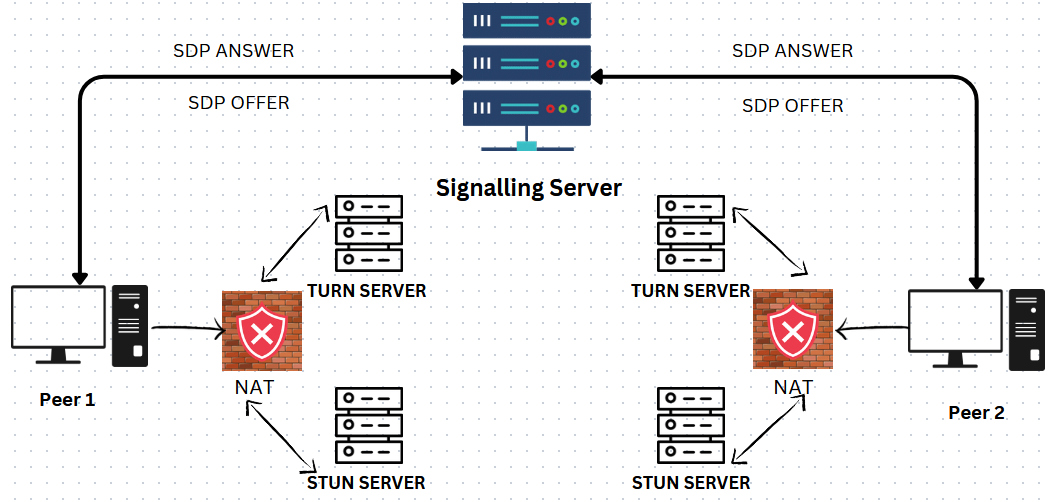 SDP ANSWER
SDP ANSWER
SDP OFFER
SDP OFFER
Signalling Server
TURN SERVER
TURN SERVER
NAT
NAT
Peer 1
Peer 2
STUN SERVER
STUN SERVER